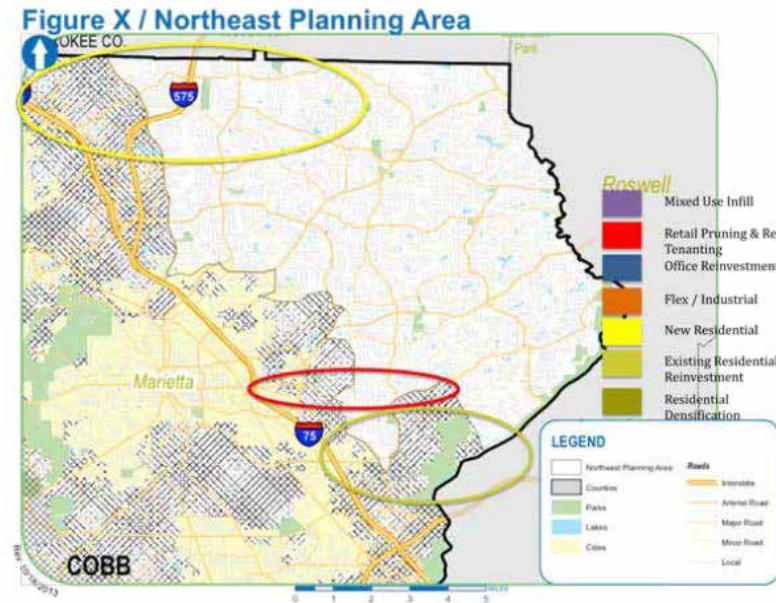 Figure X / Northeast Planning Area
OKEE CO.
Park
575
Roswell
Mixed Use Infill
Retail Pruning & Re
Tenanting
Office Reinvestment
Flex / Industrial
New Residential
Existing Residential
Reinvestment
Residential
Densification
Marietta
75
LEGEND
Northeast Planning Area
Counties
Parks
Lakes
Cities
Roads
Interstate
Arterial Road
Major Road
Minor Road
Local
COBB
0 1 2 3 4 5
MILES